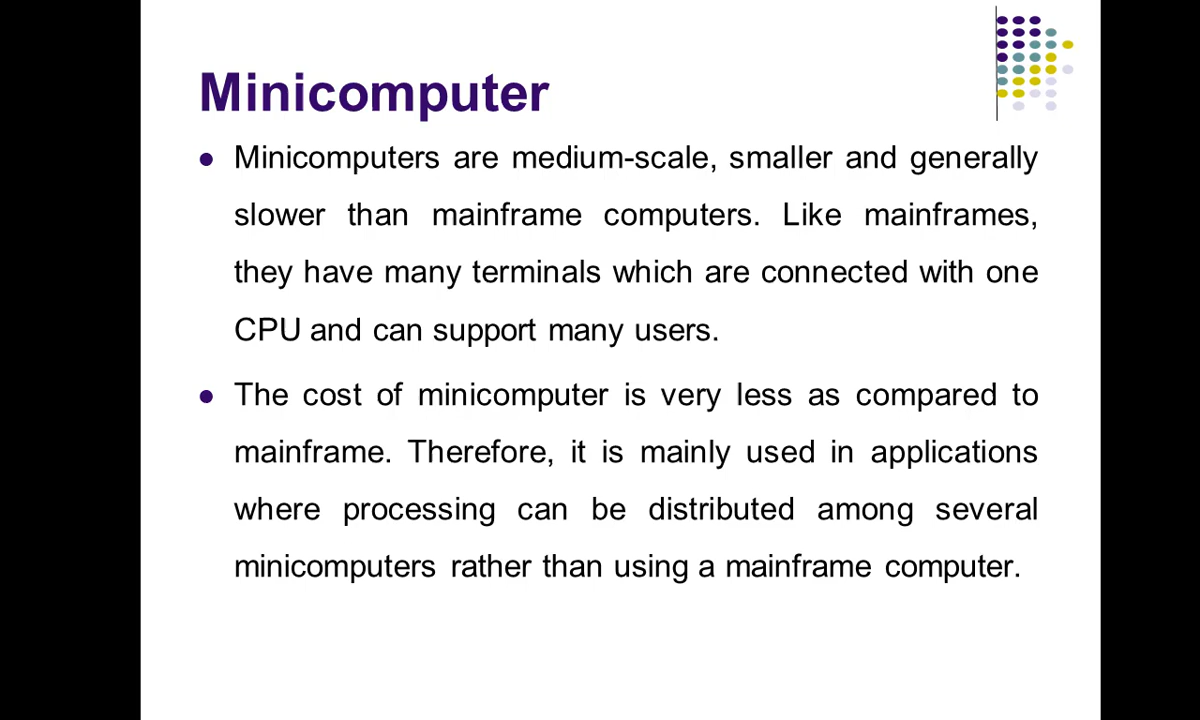 Minicomputer
● Minicomputers are medium-scale, smaller and generally
slower than mainframe computers. Like mainframes,
they have many terminals which are connected with one
CPU and can support many users.
● The cost of minicomputer is very less as compared to
mainframe. Therefore, it is mainly used in applications
where processing can be distributed among several
minicomputers rather than using a mainframe computer.